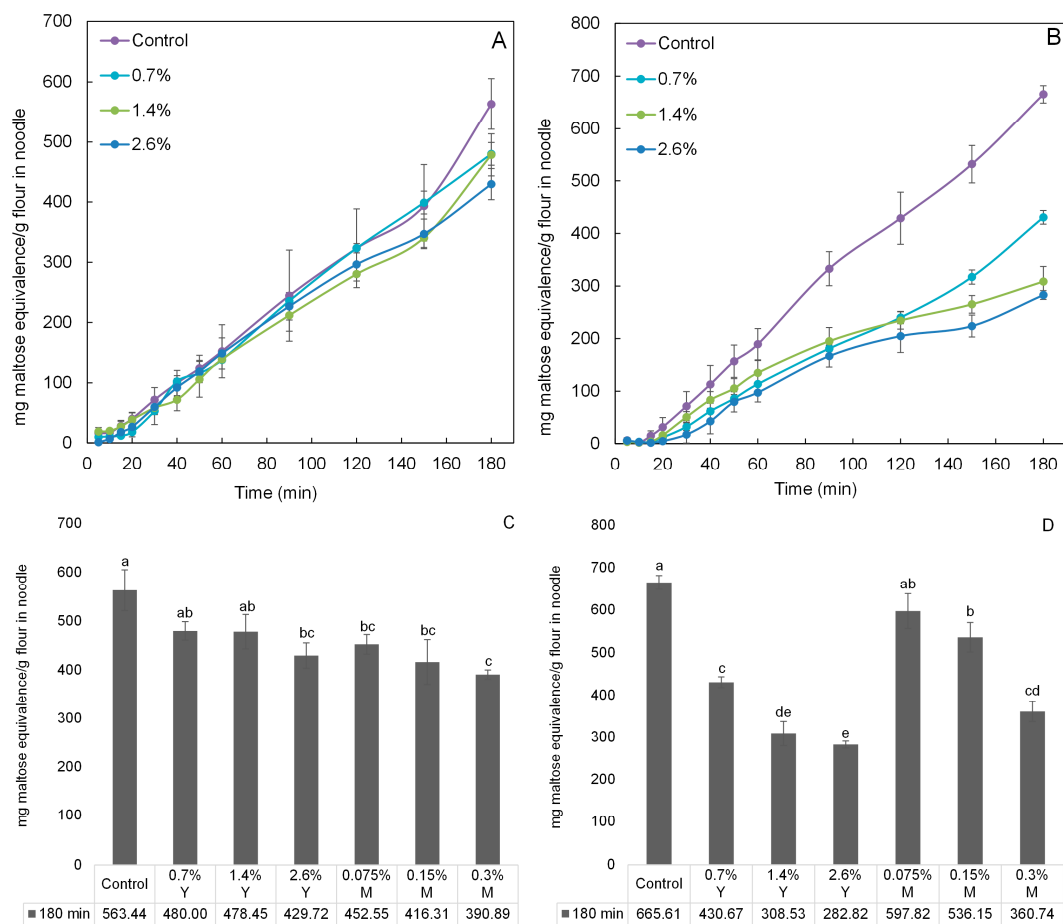 A
mg maltose equivalence/g flour in noodle
700
600
500
400
300
200
100
0
Control
0.7%
1.4%
2.6%
0 20 40 60 80 100 120 140 160 180
Time (min)
B
mg maltose equivalence/g flour in noodle
800
700
600
500
400
300
200
100
0
Control
0.7%
1.4%
2.6%
0 20 40 60 80 100 120 140 160 180
Time (min)
C
mg maltose equivalence/g flour in noodle
700
600
500
400
300
200
100
0
a ab ab bc bc bc c
Control 0.7% Y 1.4% Y 2.6% Y 0.075% M 0.15% M 0.3% M
180 min 563.44 480.00 478.45 429.72 452.55 416.31 390.89
D
mg maltose equivalence/g flour in noodle
800
700
600
500
400
300
200
100
0
a c de e ab b cd
Control 0.7% Y 1.4% Y 2.6% Y 0.075% M 0.15% M 0.3% M
180 min 665.61 430.67 308.53 282.82 597.82 536.15 360.74